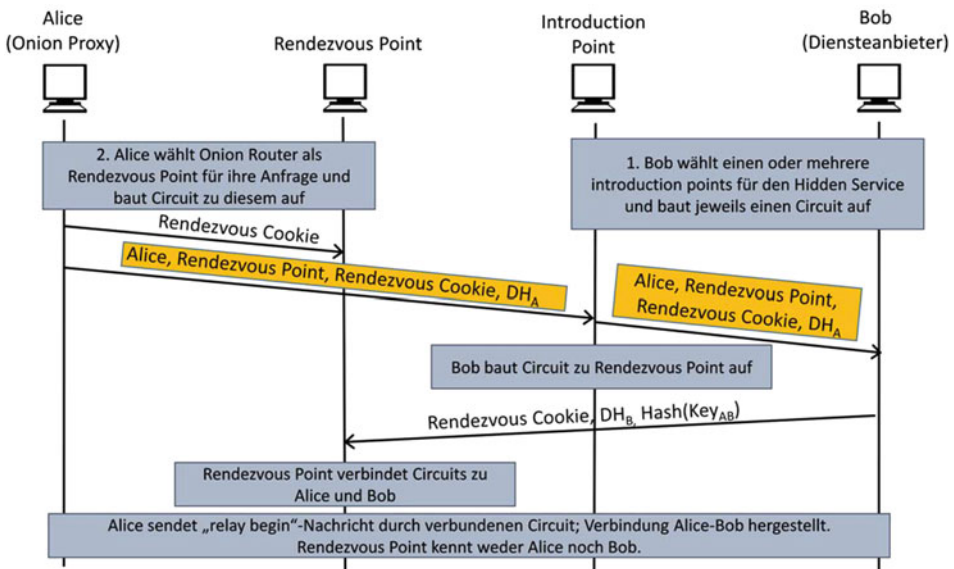 Alice
(Onion Proxy)
Rendezvous Point
Introduction
Point
Bob
(Diensteanbieter)
2. Alice wählt Onion Router als
Rendezvous Point für ihre Anfrage und
baut Circuit zu diesem auf
1. Bob wählt einen oder mehrere
introduction points für den Hidden Service
und baut jeweils einen Circuit auf
Rendezvous Cookie
Alice, Rendezvous Point, Rendezvous Cookie, DHA
Alice, Rendezvous Point,
Rendezvous Cookie, DHA
Bob baut Circuit zu Rendezvous Point auf
Rendezvous Cookie, DHB, Hash(KeyAB)
Rendezvous Point verbindet Circuits zu
Alice und Bob
Alice sendet „relay begin“-Nachricht durch verbundenen Circuit; Verbindung Alice-Bob hergestellt.
Rendezvous Point kennt weder Alice noch Bob.